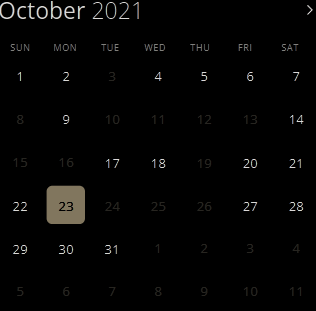 October 2021
SUN MON TUE WED THU FRI SAT
1 2 3 4 5 6 7
8 9 10 11 12 13 14
15 16 17 18 19 20 21
22 23 24 25 26 27 28
29 30 31 1 2 3 4
5 6 7 8 9 10 11